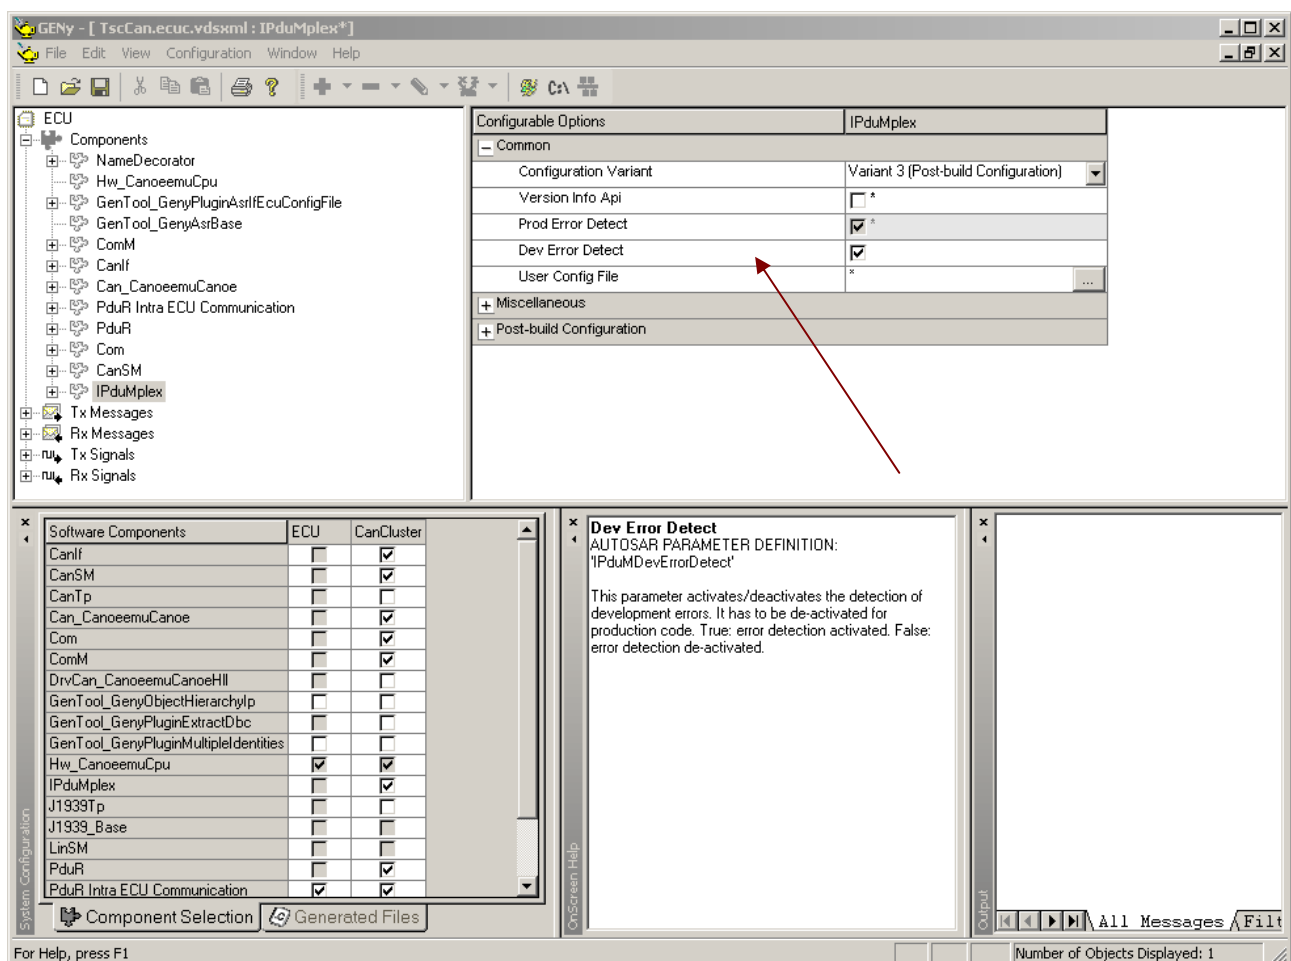 GENy - [ TscCan.ecuc.vdsxml : IPduMplex*]
File Edit View Configuration Window Help
C:\
ECU
Components
NameDecorator
Hw_CanoeemuCpu
GenTool_GenyPluginAsrIfEcuConfigFile
GenTool_GenyAsrBase
ComM
CanIf
Can_CanoeemuCanoe
PduR Intra ECU Communication
PduR
Com
CanSM
IPduMplex
Tx Messages
Rx Messages
Tx Signals
Rx Signals
Configurable Options IPduMplex
Common
Configuration Variant Variant 3 (Post-build Configuration)
Version Info Api *
Prod Error Detect *
Dev Error Detect
User Config File * ...
Miscellaneous
Post-build Configuration
System Configuration
Software Components ECU CanCluster
CanIf
CanSM
CanTp
Can_CanoeemuCanoe
Com
ComM
DrvCan_CanoeemuCanoeHll
GenTool_GenyObjectHierarchyIp
GenTool_GenyPluginExtractDbc
GenTool_GenyPluginMultipleIdentities
Hw_CanoeemuCpu
IPduMplex
J1939Tp
J1939_Base
LinSM
PduR
PduR Intra ECU Communication
Component Selection Generated Files
OnScreen Help
Dev Error Detect
AUTOSAR PARAMETER DEFINITION:
'IPduMDevErrorDetect'
This parameter activates/deactivates the detection of
development errors. It has to be de-activated for
production code. True: error detection activated. False:
error detection de-activated.
Output
All Messages Filt
For Help, press F1
Number of Objects Displayed: 1